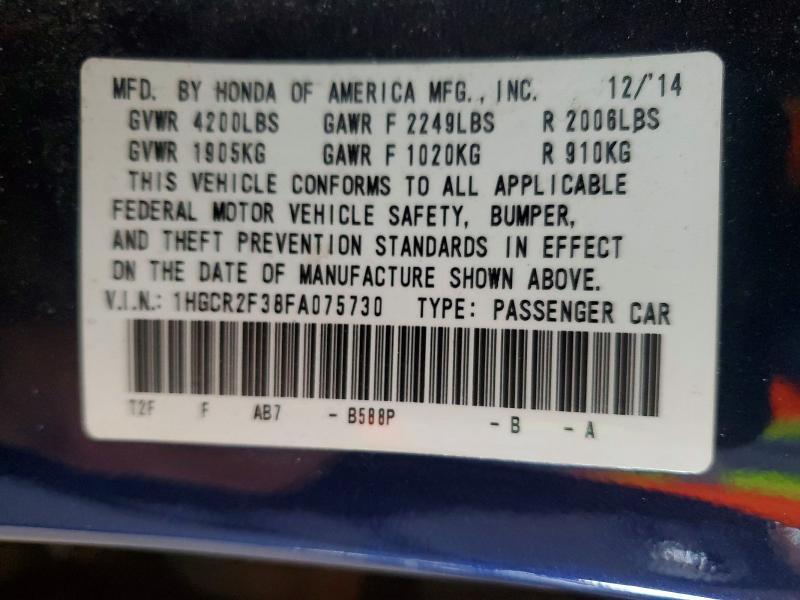 MFD. BY HONDA OF AMERICA MFG., INC. 12/'14
GVWR 4200LBS GAWR F 2249LBS R 2006LBS
GVWR 1905KG GAWR F 1020KG R 910KG
THIS VEHICLE CONFORMS TO ALL APPLICABLE
FEDERAL MOTOR VEHICLE SAFETY, BUMPER,
AND THEFT PREVENTION STANDARDS IN EFFECT
ON THE DATE OF MANUFACTURE SHOWN ABOVE.
V.I.N.: 1HGCR2F38FA075730 TYPE: PASSENGER CAR
T2F F AB7 - B588P - B - A